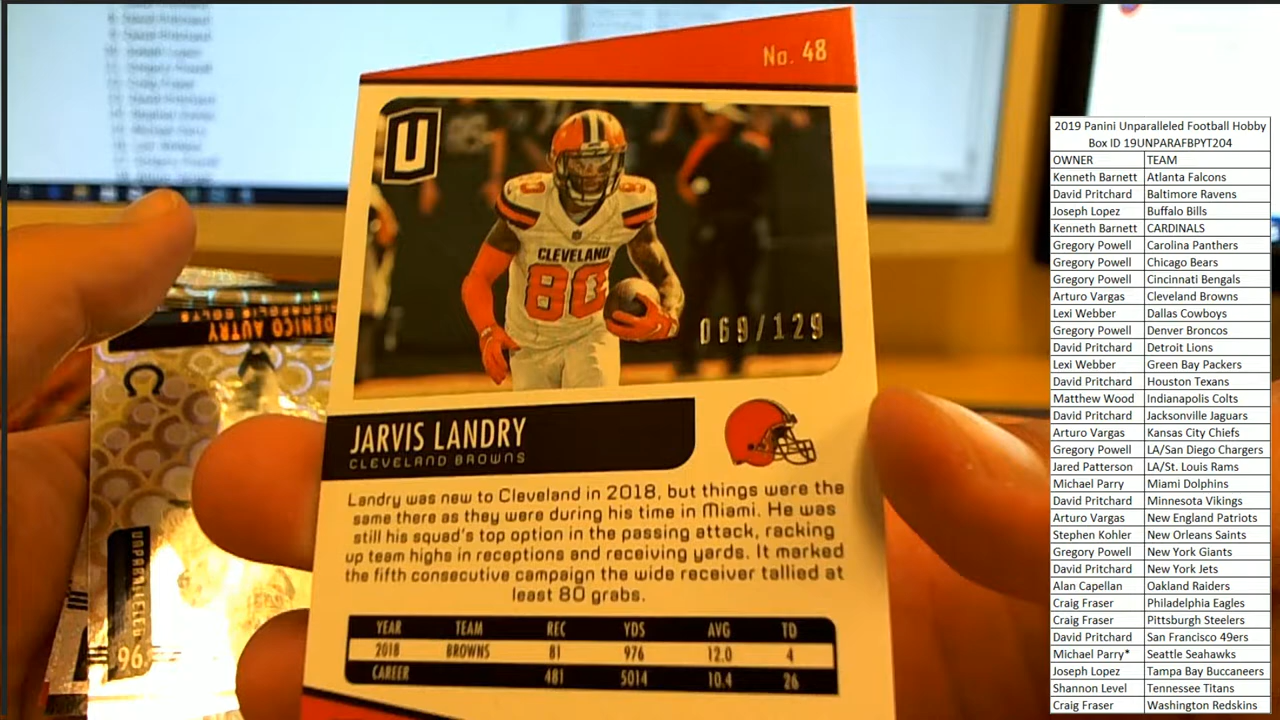 No. 48
U
CLEVELAND
80
069/129
JARVIS LANDRY
CLEVELAND BROWNS
Landry was new to Cleveland in 2018, but things were the
same there as they were during his time in Miami. He was
still his squad's top option in the passing attack, racking
up team highs in receptions and receiving yards. It marked
the fifth consecutive campaign the wide receiver tallied at
least 80 grabs.
YEAR TEAM REC YDS AVG TD
2018 BROWNS 81 976 12.0 4
CAREER 481 5014 10.4 26
DENICO AUTRY
INDIANAPOLIS COLTS
UNPARALLELED
96
2019 Panini Unparalleled Football Hobby
Box ID 19UNPARAFBPYT204
OWNER TEAM
Kenneth Barnett Atlanta Falcons
David Pritchard Baltimore Ravens
Joseph Lopez Buffalo Bills
Kenneth Barnett CARDINALS
Gregory Powell Carolina Panthers
Gregory Powell Chicago Bears
Gregory Powell Cincinnati Bengals
Arturo Vargas Cleveland Browns
Lexi Webber Dallas Cowboys
Gregory Powell Denver Broncos
David Pritchard Detroit Lions
Lexi Webber Green Bay Packers
David Pritchard Houston Texans
Matthew Wood Indianapolis Colts
David Pritchard Jacksonville Jaguars
Arturo Vargas Kansas City Chiefs
Gregory Powell LA/San Diego Chargers
Jared Patterson LA/St. Louis Rams
Michael Parry Miami Dolphins
David Pritchard Minnesota Vikings
Arturo Vargas New England Patriots
Stephen Kohler New Orleans Saints
Gregory Powell New York Giants
David Pritchard New York Jets
Alan Capellan Oakland Raiders
Craig Fraser Philadelphia Eagles
Craig Fraser Pittsburgh Steelers
David Pritchard San Francisco 49ers
Michael Parry* Seattle Seahawks
Joseph Lopez Tampa Bay Buccaneers
Shannon Level Tennessee Titans
Craig Fraser Washington Redskins